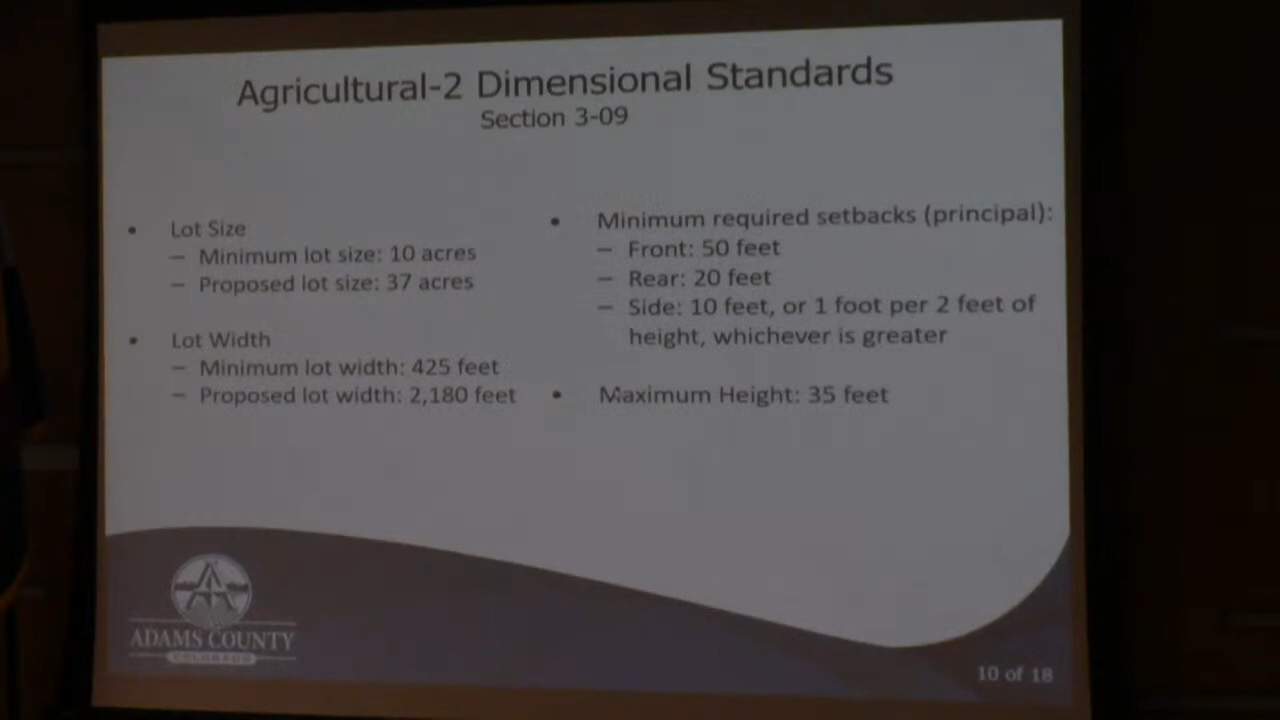 Agricultural-2 Dimensional Standards
Section 3-09
• Lot Size
– Minimum lot size: 10 acres
– Proposed lot size: 37 acres
• Lot Width
– Minimum lot width: 425 feet
– Proposed lot width: 2,180 feet
• Minimum required setbacks (principal):
– Front: 50 feet
– Rear: 20 feet
– Side: 10 feet, or 1 foot per 2 feet of
height, whichever is greater
• Maximum Height: 35 feet
ADAMS COUNTY
COLORADO
10 of 18